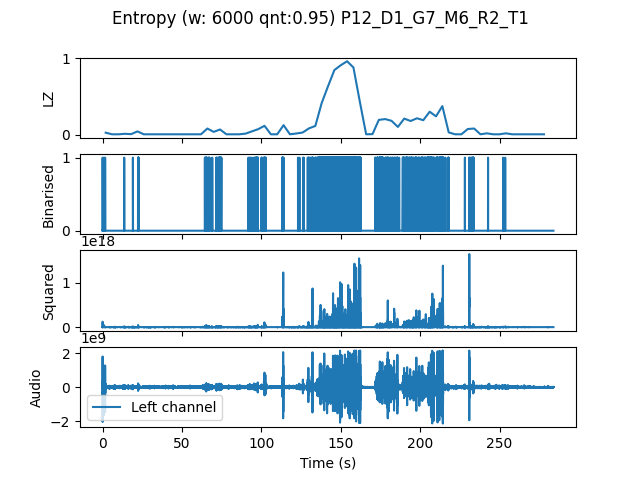 Entropy (w: 6000 qnt:0.95) P12_D1_G7_M6_R2_T1
1
LZ
0
1
Binarised
0
1e18
1
Squared
0
1e9
2
Audio
0
−2
Left channel
0 50 100 150 200 250
Time (s)